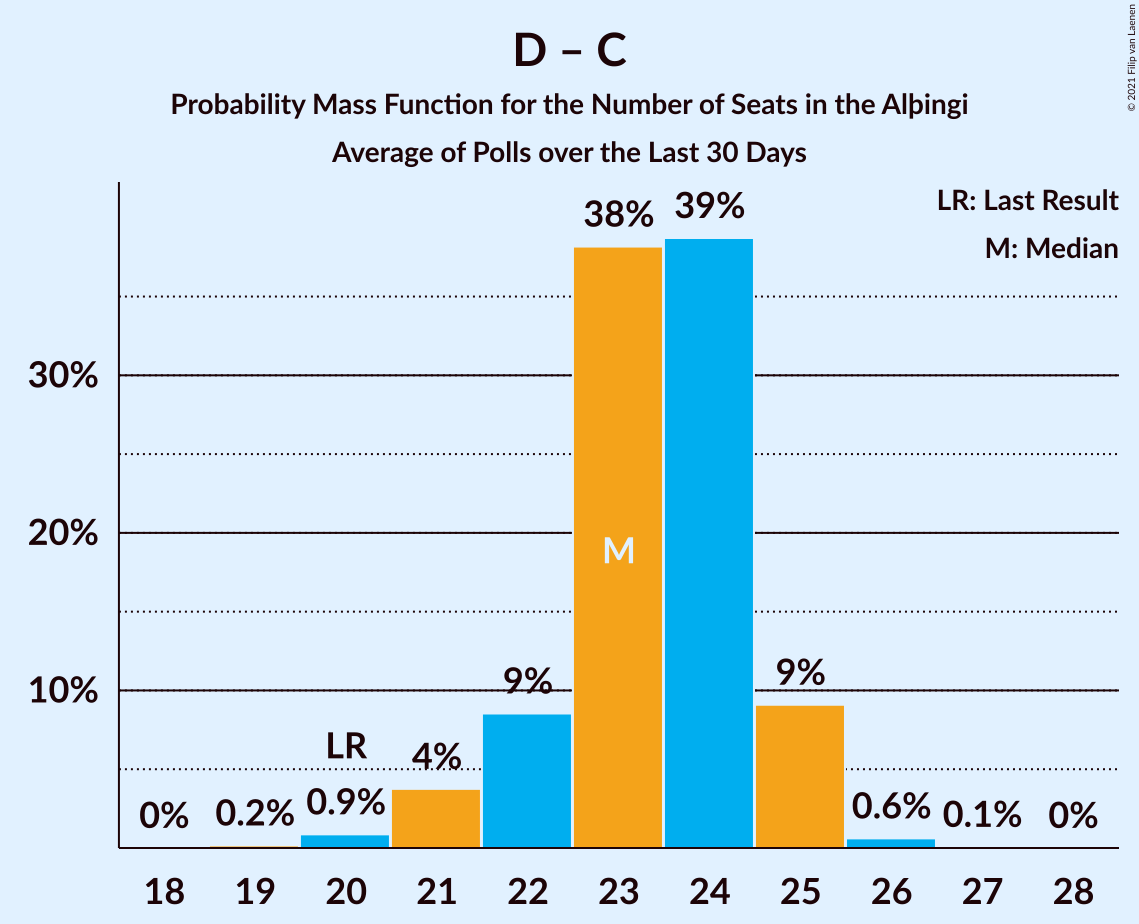 D – C
Probability Mass Function for the Number of Seats in the Alþingi
Average of Polls over the Last 30 Days
© 2021 Filip van Laenen
LR: Last Result
M: Median
30%
20%
10%
0%
0.2%
LR
0.9%
4%
9%
38%
M
39%
9%
0.6%
0.1%
0%
18 19 20 21 22 23 24 25 26 27 28